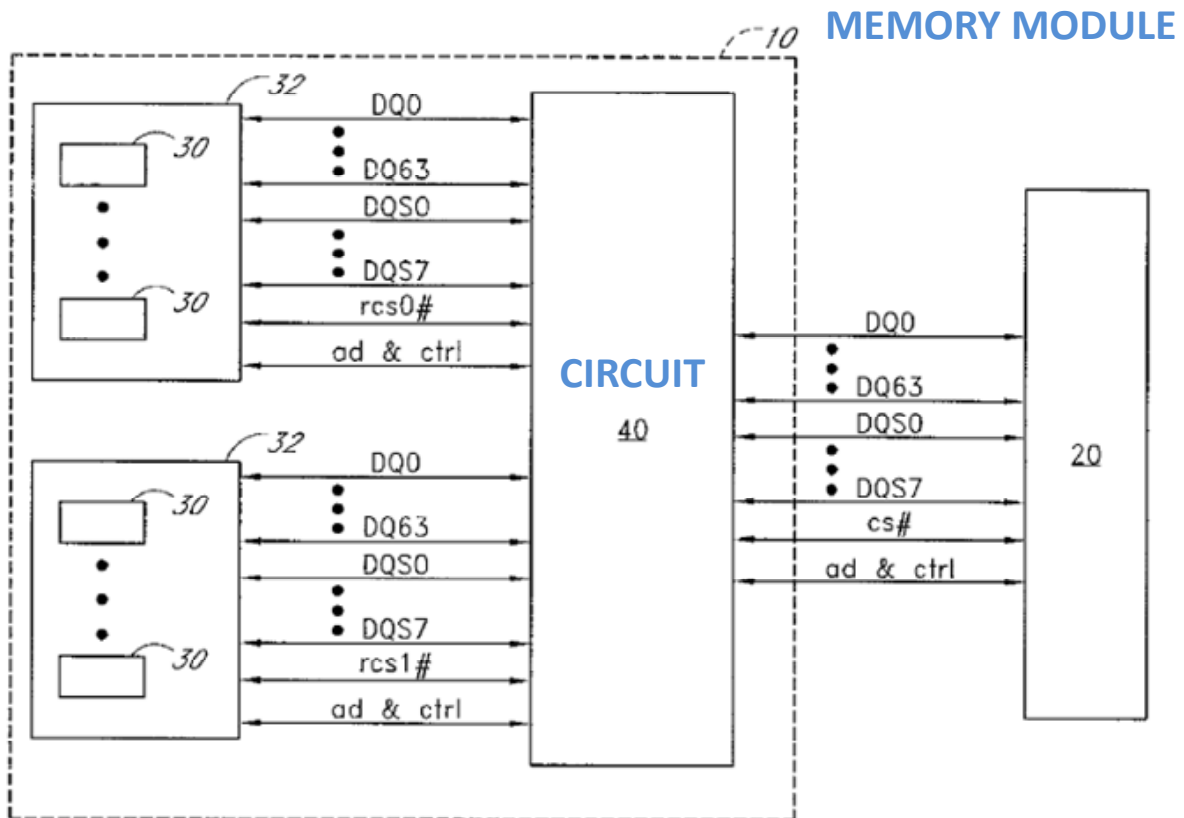 MEMORY MODULE
10
32
30
30
DQ0
DQ63
DQS0
DQS7
rcs0#
ad & ctrl
32
30
30
DQ0
DQ63
DQS0
DQS7
rcs1#
ad & ctrl
CIRCUIT
40
DQ0
DQ63
DQS0
DQS7
cs#
ad & ctrl
20